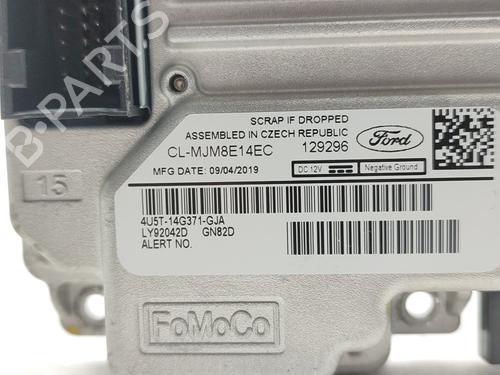 SCRAP IF DROPPED
ASSEMBLED IN CZECH REPUBLIC
CL-MJM8E14EC 129296
Ford
MFG DATE: 09/04/2019
DC 12V Negative Ground
4U5T-14G371-GJA
LY92042D GN82D
ALERT NO.
15
FoMoCo
B-PARTS